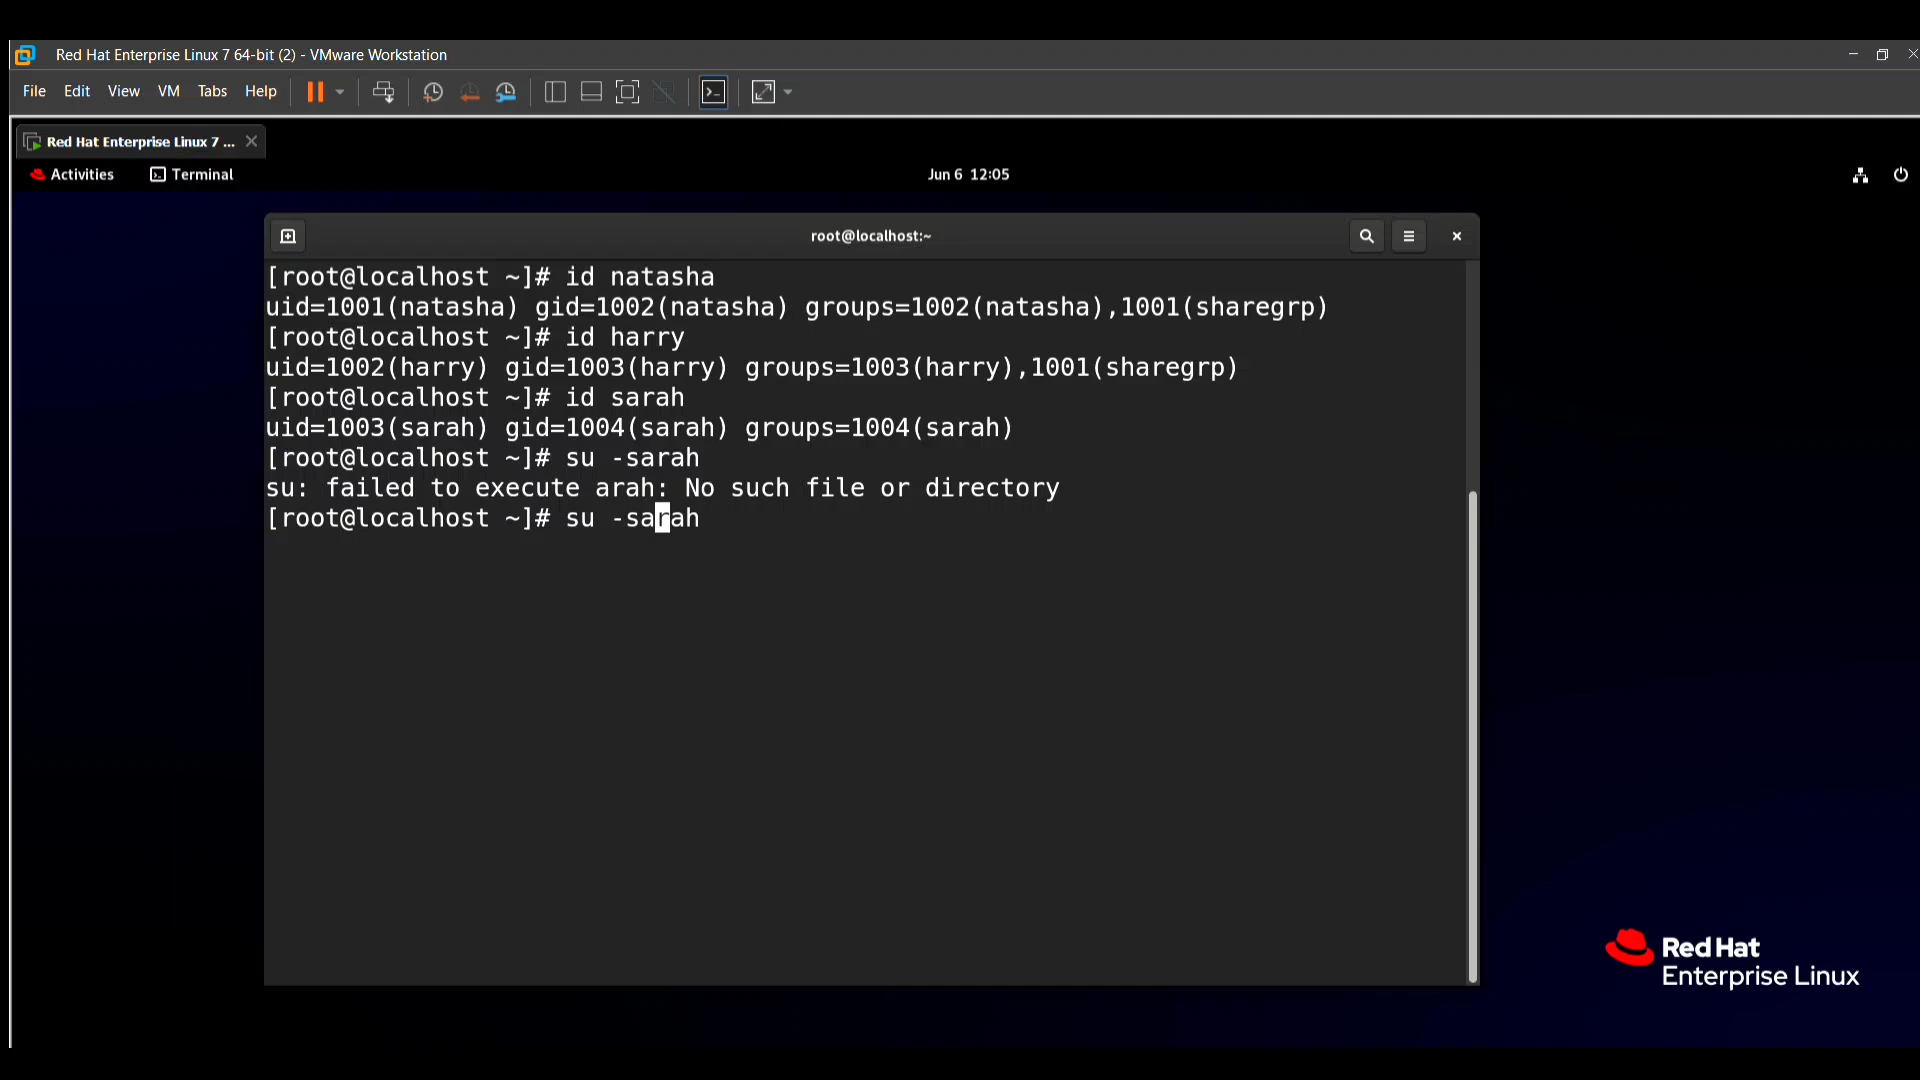 Red Hat Enterprise Linux 7 64-bit (2) - VMware Workstation
File Edit View VM Tabs Help
Red Hat Enterprise Linux 7 ...
Activities Terminal Jun 6 12:05
root@localhost:~
[root@localhost ~]# id natasha
uid=1001(natasha) gid=1002(natasha) groups=1002(natasha),1001(sharegrp)
[root@localhost ~]# id harry
uid=1002(harry) gid=1003(harry) groups=1003(harry),1001(sharegrp)
[root@localhost ~]# id sarah
uid=1003(sarah) gid=1004(sarah) groups=1004(sarah)
[root@localhost ~]# su -sarah
su: failed to execute arah: No such file or directory
[root@localhost ~]# su -sarah
Red Hat
Enterprise Linux